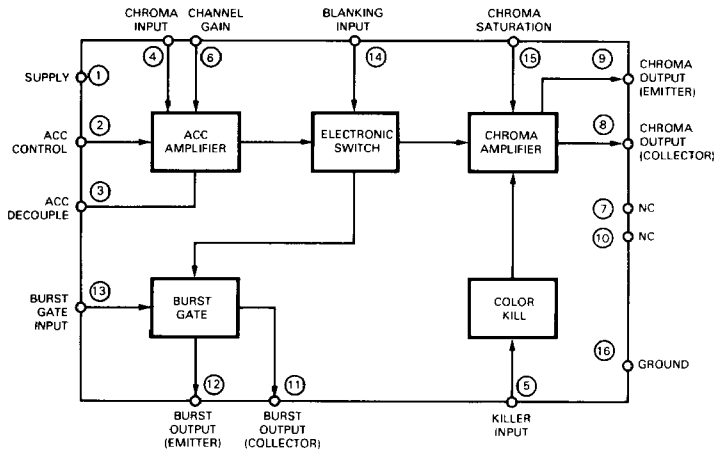 CHROMA
INPUT
CHANNEL
GAIN
BLANKING
INPUT
CHROMA
SATURATION
4
6
14
15
9
CHROMA
OUTPUT
(EMITTER)
SUPPLY
1
2
ACC
CONTROL
ACC
AMPLIFIER
ELECTRONIC
SWITCH
CHROMA
AMPLIFIER
8
CHROMA
OUTPUT
(COLLECTOR)
3
ACC
DECOUPLE
7
NC
10
NC
13
BURST
GATE
INPUT
BURST
GATE
COLOR
KILL
16
GROUND
12
11
5
BURST
OUTPUT
(EMITTER)
BURST
OUTPUT
(COLLECTOR)
KILLER
INPUT